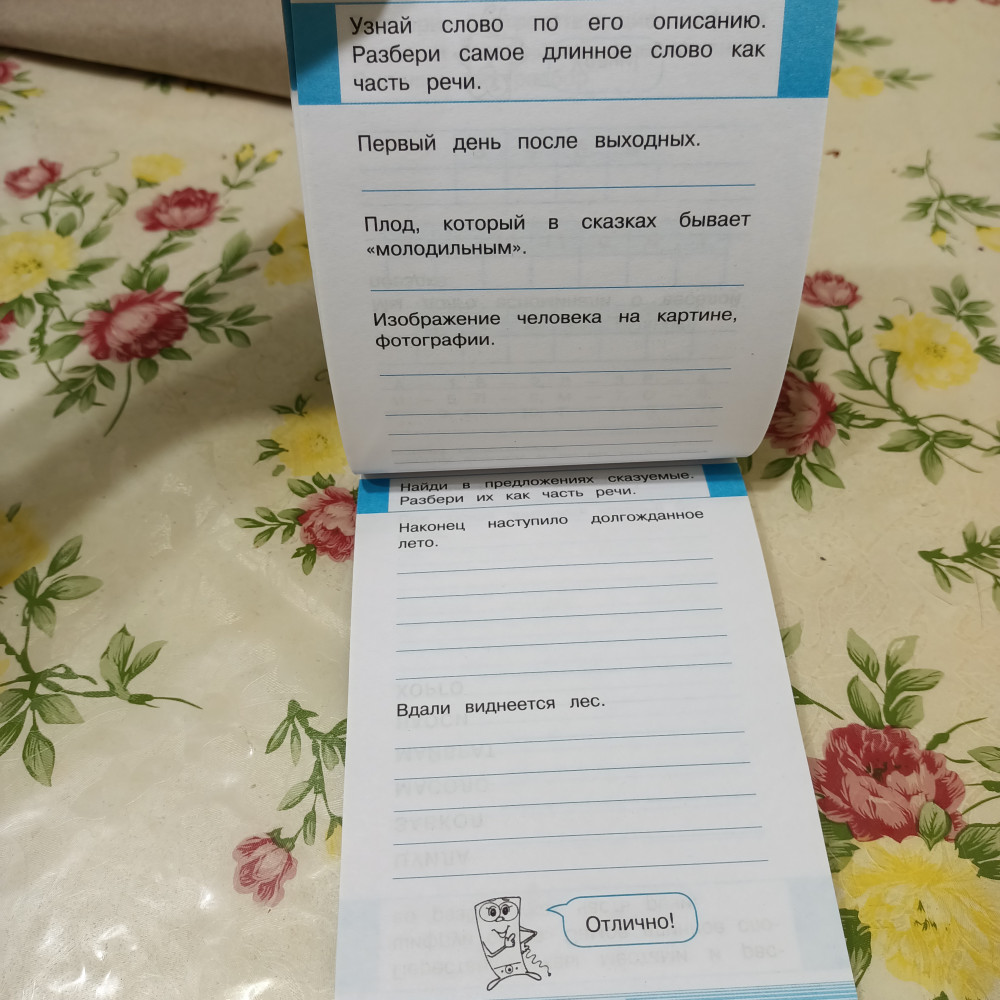 Узнай слово по его описанию.
Разбери самое длинное слово как
часть речи.
Первый день после выходных.
Плод, который в сказках бывает
«молодильным».
Изображение человека на картине,
фотографии.
Найди в предложениях сказуемые.
Разбери их как часть речи.
Наконец наступило долгожданное
лето.
Вдали виднеется лес.
Отлично!